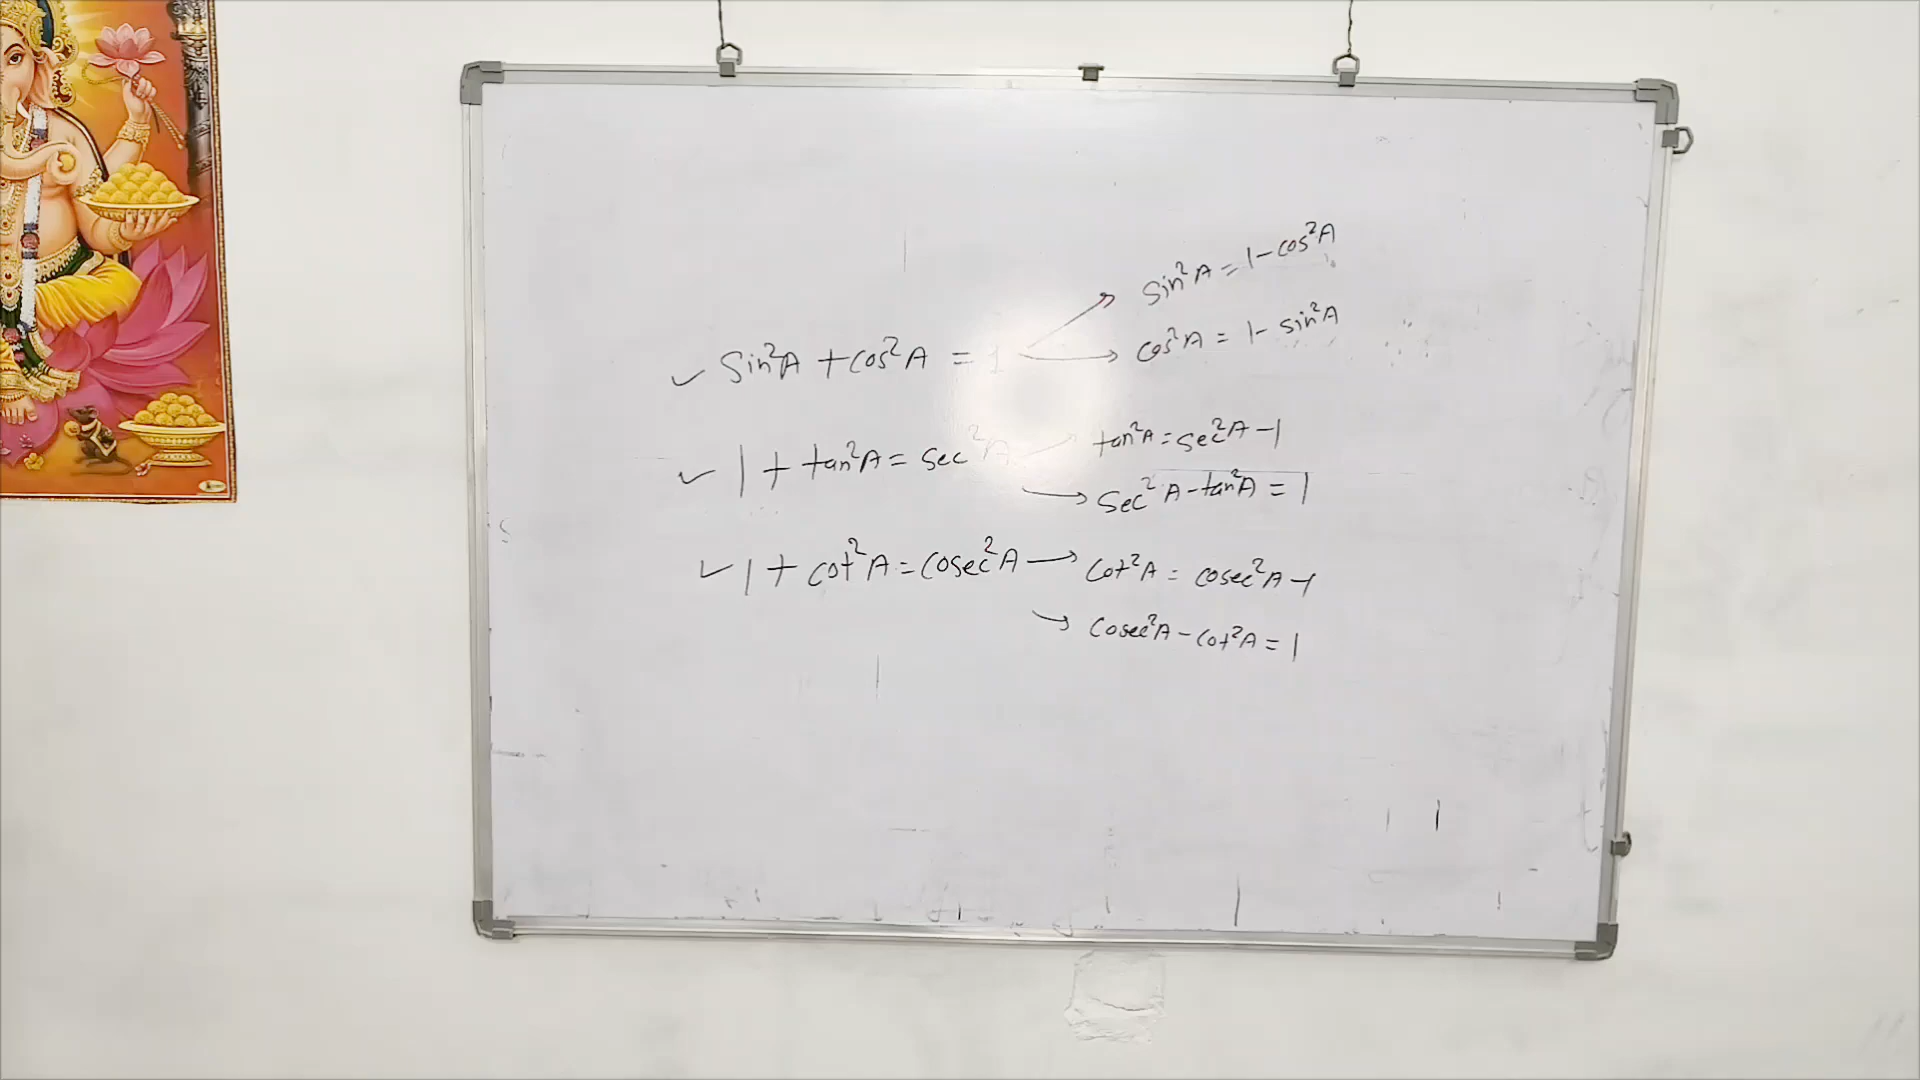 sin²A = 1 - cos²A
✓ Sin²A + cos²A = 1
cos²A = 1 - sin²A
✓ 1 + tan²A = sec²A
tan²A = sec²A - 1
sec²A - tan²A = 1
✓ 1 + cot²A = cosec²A → cot²A = cosec²A - 1
→ cosec²A - cot²A = 1